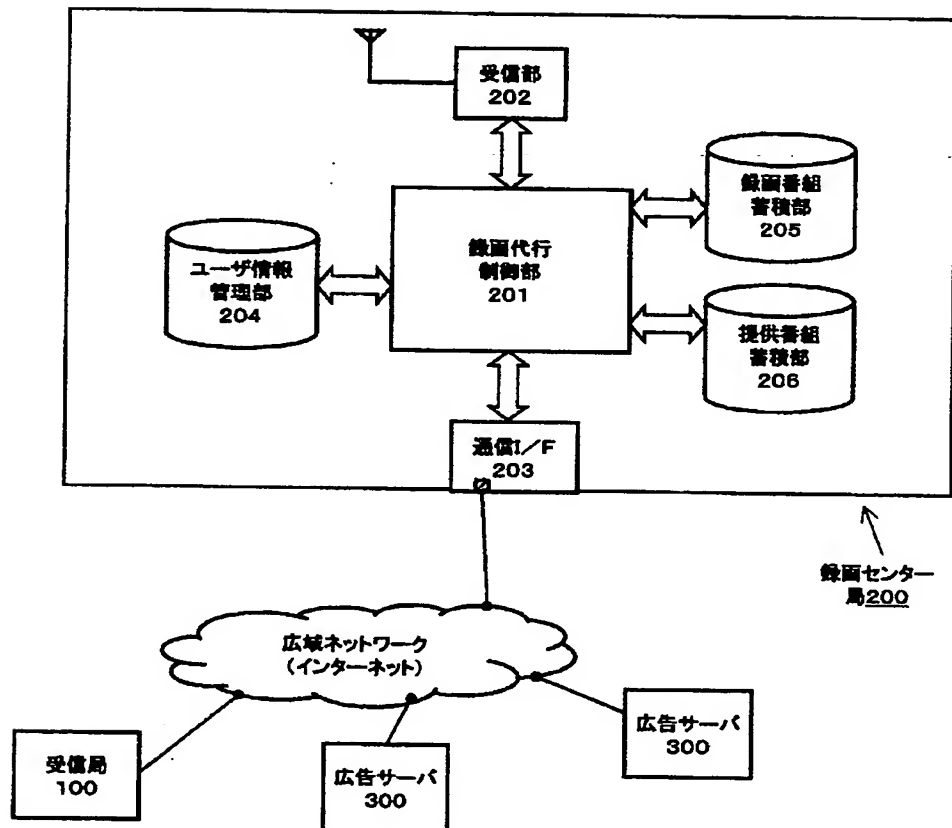 受信部
202
録画番組
蓄積部
205
録画代行
制御部
201
ユーザ情報
管理部
204
提供番組
蓄積部
206
通信I／F
203
録画センター
局200
広域ネットワーク
（インターネット）
広告サーバ
300
受信局
100
広告サーバ
300